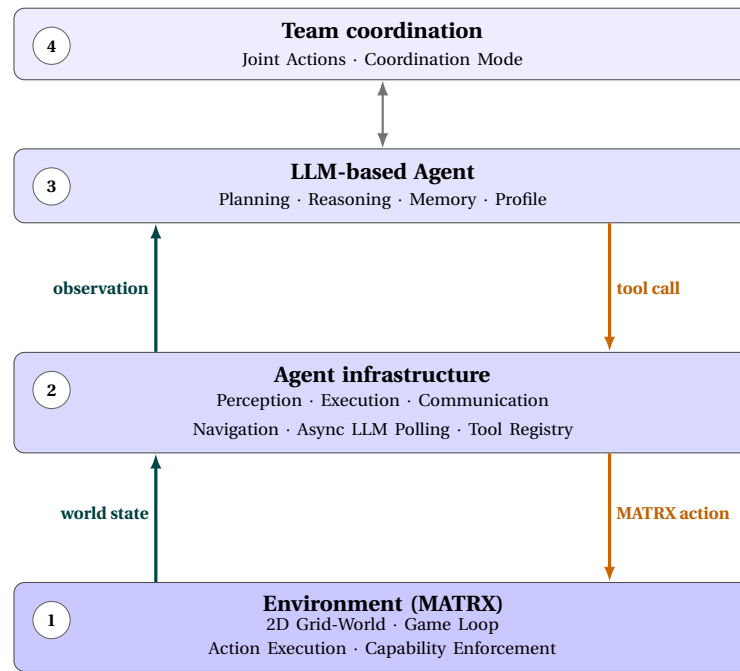 4
Team coordination
Joint Actions · Coordination Mode
3
LLM-based Agent
Planning · Reasoning · Memory · Profile
observation
tool call
2
Agent infrastructure
Perception · Execution · Communication
Navigation · Async LLM Polling · Tool Registry
world state
MATRX action
1
Environment (MATRX)
2D Grid-World · Game Loop
Action Execution · Capability Enforcement